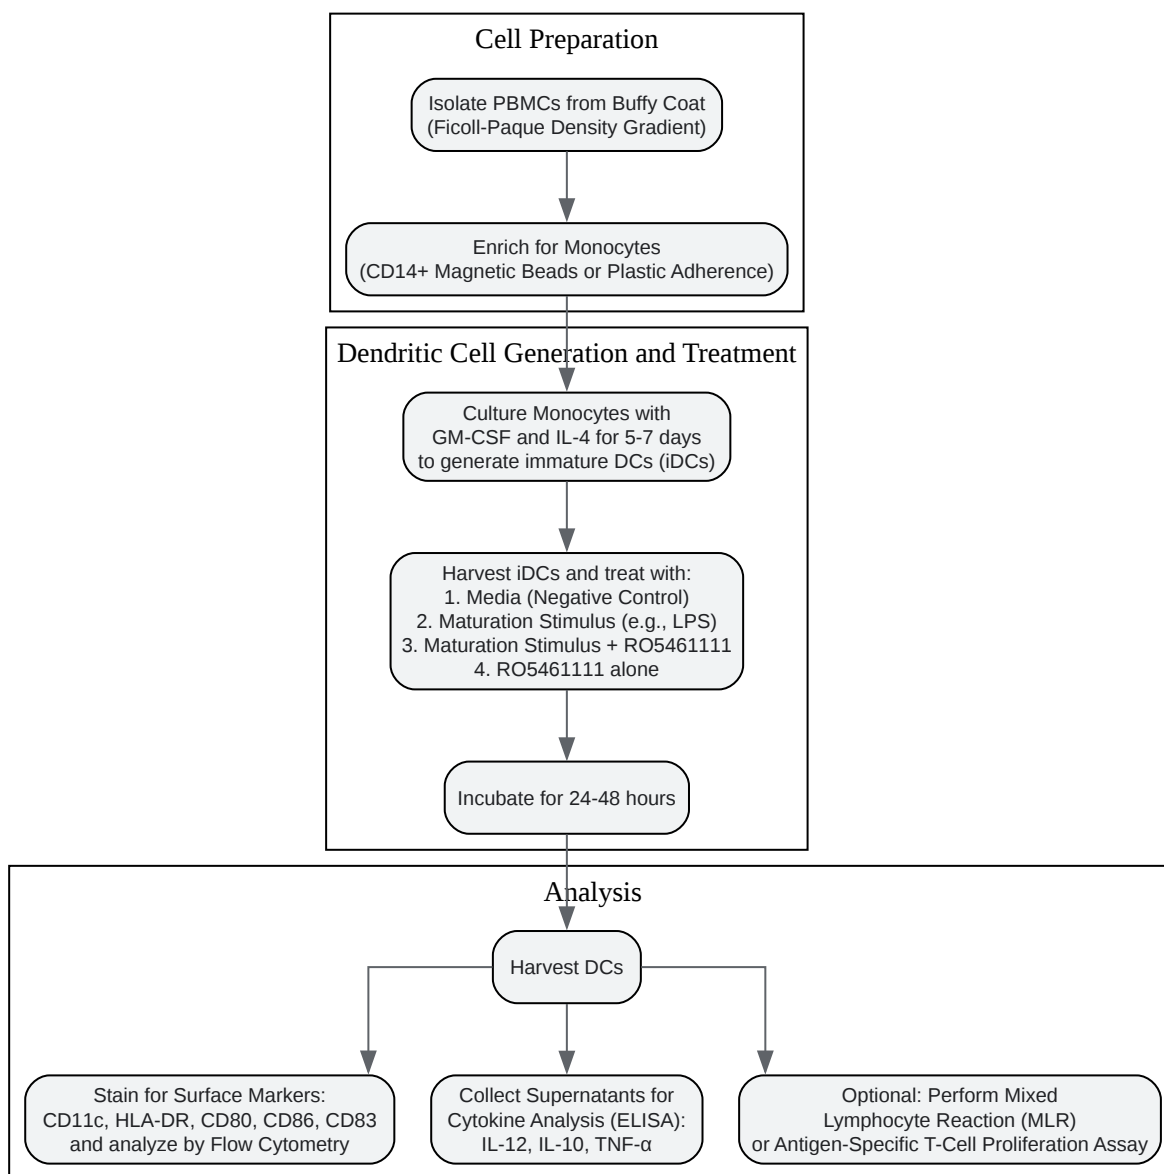 Cell Preparation
Isolate PBMCs from Buffy Coat
(Ficoll-Paque Density Gradient)
Enrich for Monocytes
(CD14+ Magnetic Beads or Plastic Adherence)
Dendritic Cell Generation and Treatment
Culture Monocytes with
GM-CSF and IL-4 for 5-7 days
to generate immature DCs (iDCs)
Harvest iDCs and treat with:
1. Media (Negative Control)
2. Maturation Stimulus (e.g., LPS)
3. Maturation Stimulus + RO5461111
4. RO5461111 alone
Incubate for 24-48 hours
Analysis
Harvest DCs
Stain for Surface Markers:
CD11c, HLA-DR, CD80, CD86, CD83
and analyze by Flow Cytometry
Collect Supernatants for
Cytokine Analysis (ELISA):
IL-12, IL-10, TNF-α
Optional: Perform Mixed
Lymphocyte Reaction (MLR)
or Antigen-Specific T-Cell Proliferation Assay